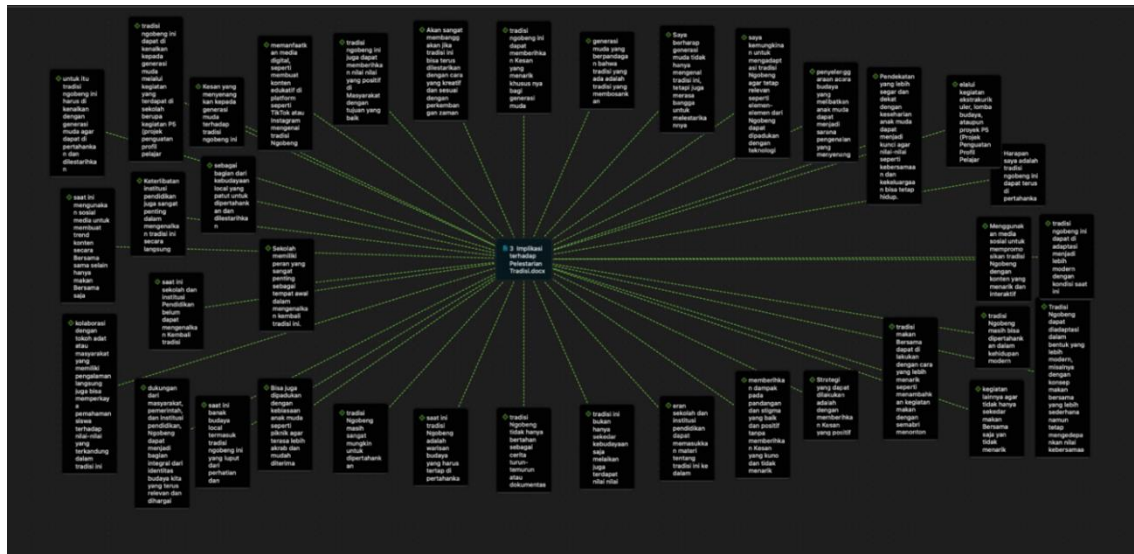 tradisi
ngobeng ini
dapat di
kenalkan
kepada
generasi
muda
melalui
kegiatan
yang
terdapat di
sekolah
berupa
kegiatan P5
(projek
penguatan
profil
pelajar
untuk itu
tradisi
ngobeng ini
harus di
kenalkan
dengan
generasi
muda agar
dapat di
pertahanka
n dan
dilestarihka
n
Kesan yang
menyenang
kan kepada
generasi
muda
terhadap
tradisi
ngobeng ini
memanfaatk
an media
digital,
seperti
membuat
konten
edukatif di
platform
seperti
TikTok atau
Instagram
mengenai
tradisi
Ngobeng
tradisi
ngobeng ini
juga dapat
memberihka
n nilai nilai
yang positif
di
Masyarakat
dengan
tujuan yang
baik
Akan sangat
membangg
akan jika
tradisi ini
bisa terus
dilestarikan
dengan cara
yang kreatif
dan sesuai
dengan
perkemban
gan zaman
tradisi
ngobeng ini
dapat
memberihka
n Kesan
yang
menarik
khusus nya
bagi
generasi
muda
generasi
muda yang
berpandaga
n bahwa
tradisi yang
ada adalah
tradisi yang
membosank
an
Saya
berharap
generasi
muda tidak
hanya
mengenal
tradisi ini,
tetapi juga
merasa
bangga
untuk
melestarika
nnya
saya
kemungkina
n untuk
mengadapt
asi tradisi
Ngobeng
agar tetap
relevan
seperti
elemen-
elemen dari
Ngobeng
dapat
dipadukan
dengan
teknologi
penyelengg
araan acara
budaya
yang
melibatkan
anak muda
dapat
menjadi
sarana
pengenalan
yang
menyenang
Pendekatan
yang lebih
segar dan
dekat
dengan
keseharian
anak muda
dapat
menjadi
kunci agar
nilai-nilai
seperti
kebersamaa
n dan
kekeluargaa
n bisa tetap
hidup.
elalui
kegiatan
ekstrakurik
uler, lomba
budaya,
ataupun
proyek P5
(Projek
Penguatan
Profil
Pelajar
Harapan
saya adalah
tradisi
ngobeng ini
dapat terus
di
pertahanka
sebagai
bagian dari
kebudayaan
local yang
patut untuk
dipertahank
an dan
dilestarihka
n
Keterlibatan
institusi
pendidikan
juga sangat
penting
dalam
mengenalka
n tradisi ini
secara
langsung
saat ini
mengunaka
n sosial
media untuk
membuat
trend
konten
secara
Bersama
sama selain
hanya
makan
Bersama
saja
Sekolah
memiliki
peran yang
sangat
penting
sebagai
tempat awal
dalam
mengenalka
n kembali
tradisi ini.
3 Implikasi
terhadap
Pelestarian
Tradisi.docx
Menggunak
an media
sosial untuk
mempromo
sikan tradisi
Ngobeng
dengan
konten yang
menarik dan
interaktif
tradisi
ngobeng ini
dapat di
adaptasi
menjadi
lebih
modern
dengan
kondisi saat
ini
saat ini
sekolah dan
institusi
Pendidikan
belum
dapat
mengenalka
n Kembali
tradisi
kolaborasi
dengan
tokoh adat
atau
masyarakat
yang
memiliki
pengalaman
langsung
juga bisa
memperkay
a
pemahaman
siswa
terhadap
nilai-nilai
yang
terkandung
dalam
tradisi ini
dukungan
dari
masyarakat,
pemerintah,
dan institusi
pendidikan,
Ngobeng
dapat
menjadi
bagian
integral dari
identitas
budaya kita
yang terus
relevan dan
dihargai
saat ini
banak
budaya
local
termasuk
tradisi
ngobeng ini
yang luput
dari
perhatian
dan
Bisa juga
dipadukan
dengan
kebiasaan
anak muda
seperti
piknik agar
terasa lebih
akrab dan
mudah
diterima
tradisi
Ngobeng
masih
sangat
mungkin
untuk
dipertahank
an
saat ini
tradisi
Ngobeng
adalah
warisan
budaya
yang harus
tertap di
pertahanka
tradisi
Ngobeng
tidak hanya
bertahan
sebagai
cerita
turun-
temurun
atau
dokumentas
tradisi ini
bukan
hanya
sekedar
kebudayaan
saja
melaikan
juga
terdapat
nilai nilai
eran
sekolah dan
institusi
pendidikan
dapat
memasukka
n materi
tentang
tradisi ini ke
dalam
memberihka
n dampak
pada
pandangan
dan stigma
yang baik
dan positif
tanpa
memberihka
n Kesan
yang kuno
dan tidak
menarik
Strategi
yang dapat
dilakukan
adalah
dengan
memberihka
n Kesan
yang positif
tradisi
makan
Bersama
dapat di
lakukan
dengan cara
yang lebih
menarik
seperti
menambahk
an kegiatan
makan
dengan
semabri
menonton
tradisi
Ngobeng
masih bisa
dipertahank
an dalam
kehidupan
modern
kegiatan
lainnya agar
tidak hanya
sekedar
makan
Bersama
saja yan
tidak
menarik
Tradisi
Ngobeng
dapat
diadaptasi
dalam
bentuk yang
lebih
modern,
misalnya
dengan
konsep
makan
bersama
yang lebih
sederhana
namun
tetap
mengedepa
nkan nilai
kebersamaa